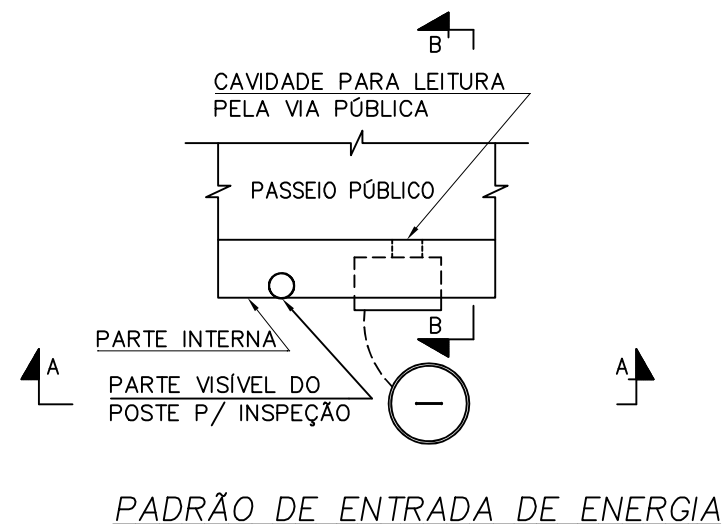 B
CAVIDADE PARA LEITURA
PELA VIA PÚBLICA
PASSEIO PÚBLICO
B
PARTE INTERNA
A
A
PARTE VISÍVEL DO
POSTE P/ INSPEÇÃO
PADRÃO DE ENTRADA DE ENERGIA